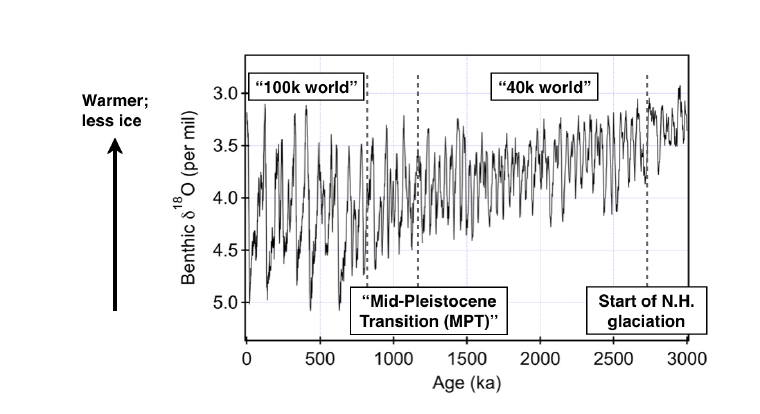 Warmer;
less ice
Benthic δ18O (per mil)
3.0
3.5
4.0
4.5
5.0
“100k world”
“40k world”
“Mid-Pleistocene
Transition (MPT)”
Start of N.H.
glaciation
0
500
1000
1500
2000
2500
3000
Age (ka)